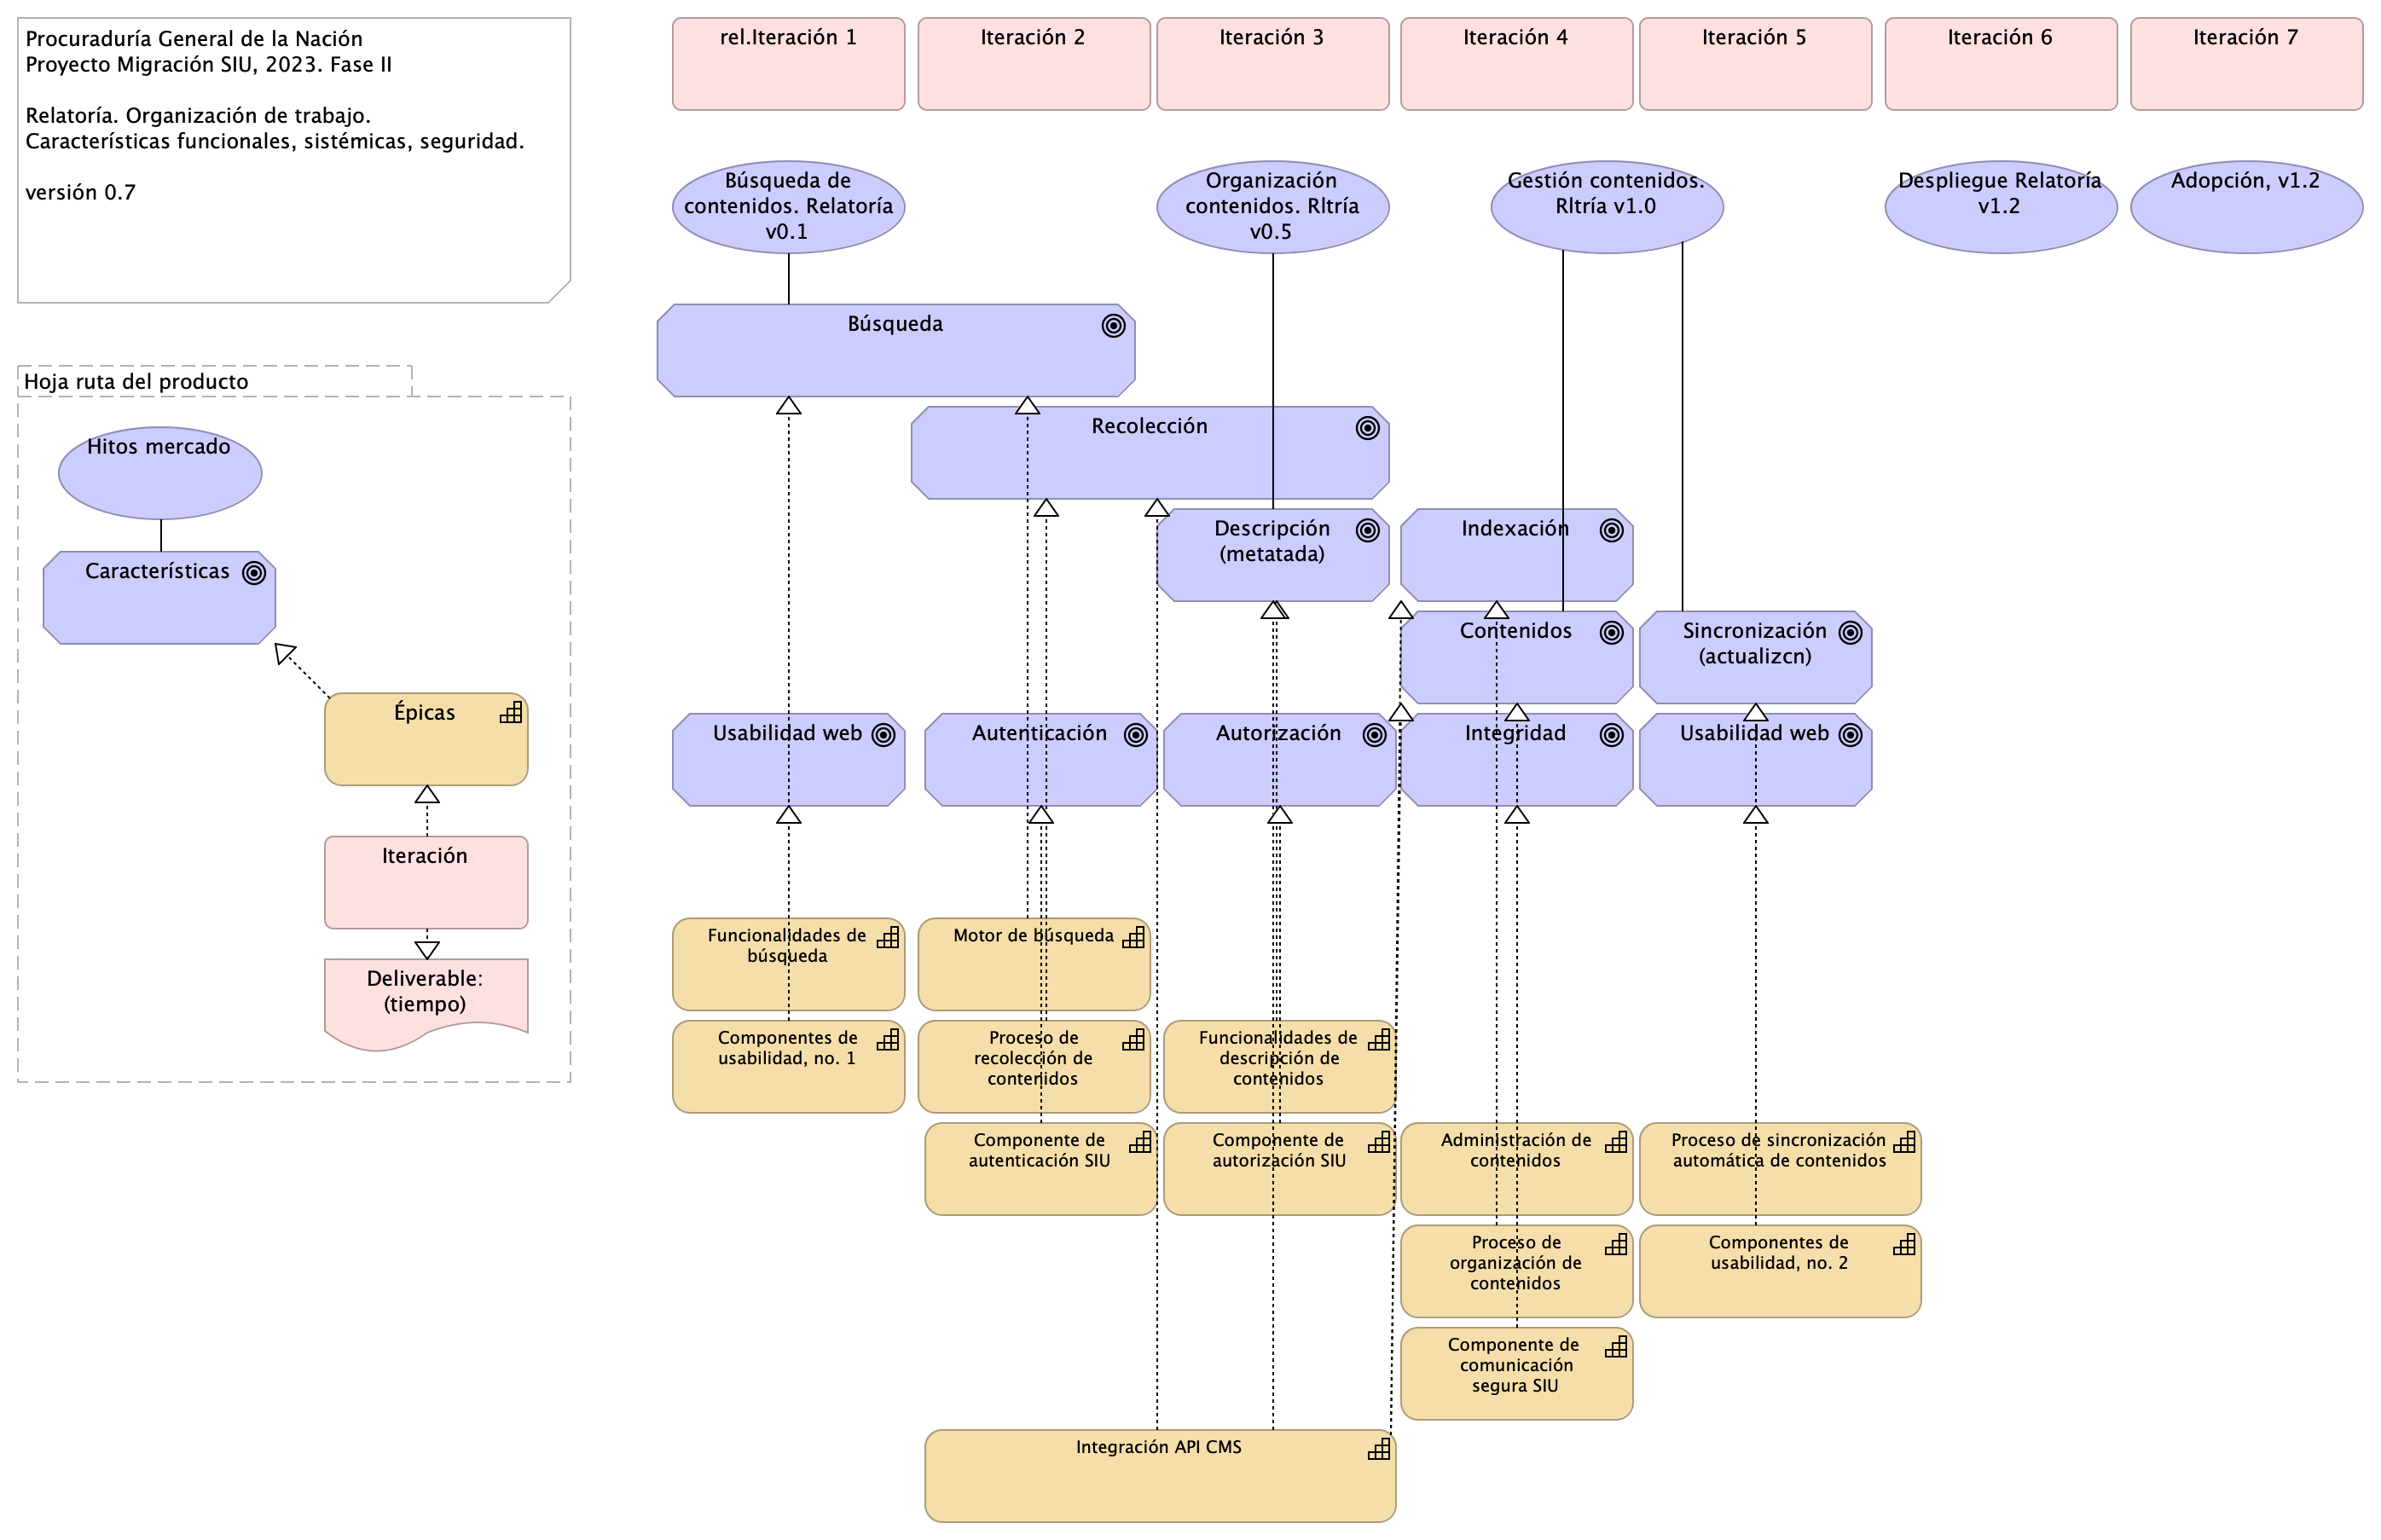 Procuraduría General de la Nación
Proyecto Migración SIU, 2023. Fase II
Relatoría. Organización de trabajo.
Características funcionales, sistémicas, seguridad.
versión 0.7
rel.Iteración 1
Iteración 2
Iteración 3
Iteración 4
Iteración 5
Iteración 6
Iteración 7
Búsqueda de
contenidos. Relatoría
v0.1
Organización
contenidos. Rltría
v0.5
Gestión contenidos.
Rltría v1.0
Despliegue Relatoría
v1.2
Adopción, v1.2
Búsqueda
Recolección
Descripción
(metatada)
Indexación
Contenidos
Sincronización
(actualizcn)
Usabilidad web
Autenticación
Autorización
Integridad
Usabilidad web
Hoja ruta del producto
Hitos mercado
Características
Épicas
Iteración
Deliverable:
(tiempo)
Funcionalidades de
búsqueda
Motor de búsqueda
Componentes de
usabilidad, no. 1
Proceso de
recolección de
contenidos
Funcionalidades de
descripción de
contenidos
Componente de
autenticación SIU
Componente de
autorización SIU
Administración de
contenidos
Proceso de sincronización
automática de contenidos
Proceso de
organización de
contenidos
Componentes de
usabilidad, no. 2
Componente de
comunicación
segura SIU
Integración API CMS